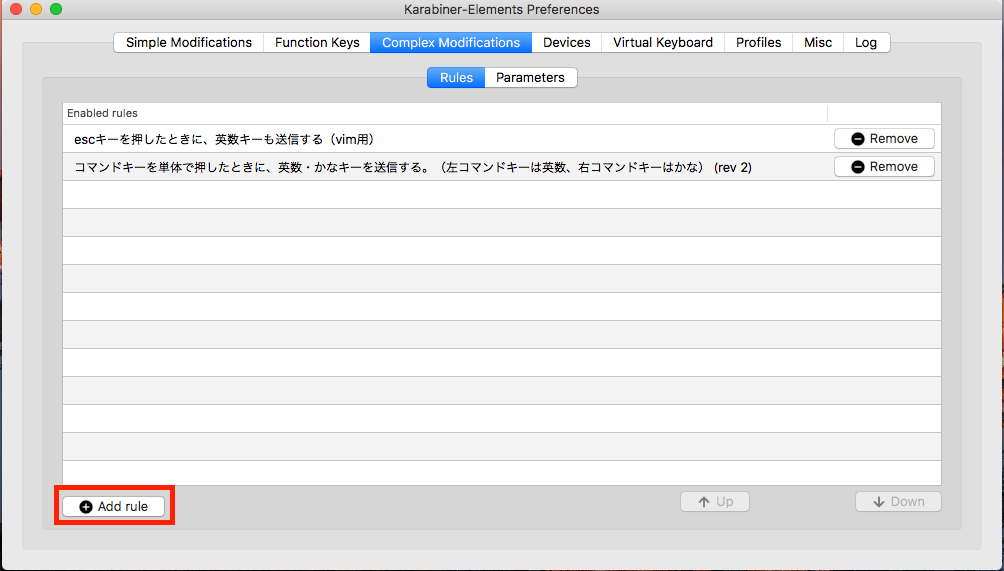 Karabiner-Elements Preferences
Simple Modifications Function Keys Complex Modifications Devices Virtual Keyboard Profiles Misc Log
Rules Parameters
Enabled rules
escキーを押したときに、英数キーも送信する（vim用） Remove
コマンドキーを単体で押したときに、英数・かなキーを送信する。（左コマンドキーは英数、右コマンドキーはかな） (rev 2) Remove
Add rule Up Down